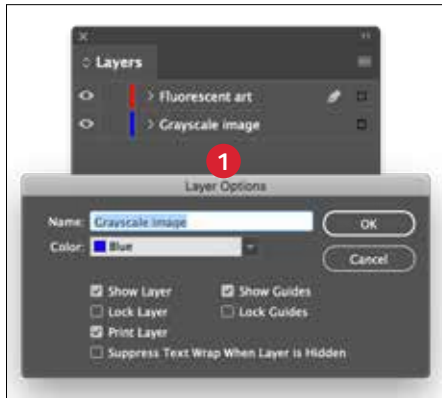 Layers
Fluorescent art
Grayscale image
1
Layer Options
Name: Grayscale image
OK
Color: Blue
Cancel
Show Layer Show Guides
Lock Layer Lock Guides
Print Layer
Suppress Text Wrap When Layer is Hidden